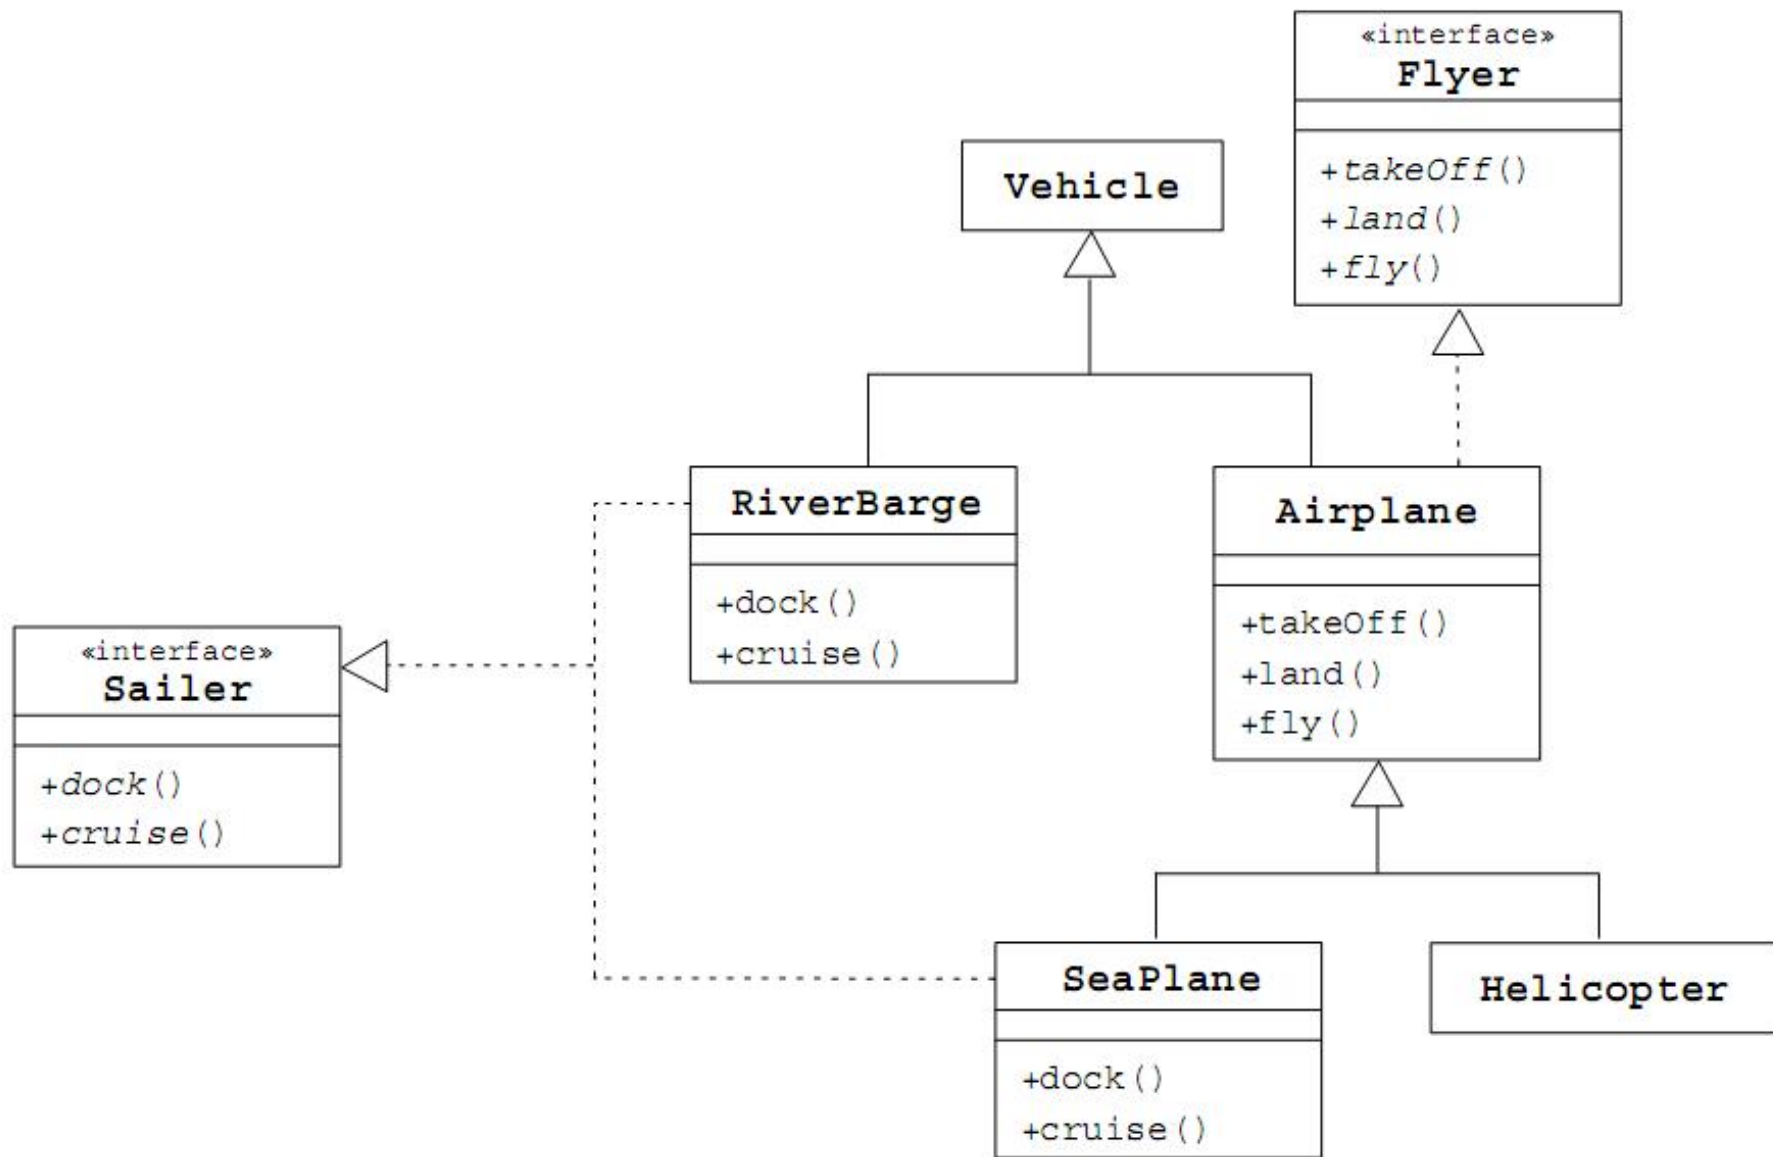 «interface»
Flyer
+takeOff()
+land()
+fly()
Vehicle
RiverBarge
+dock()
+cruise()
Airplane
+takeOff()
+land()
+fly()
«interface»
Sailer
+dock()
+cruise()
SeaPlane
+dock()
+cruise()
Helicopter